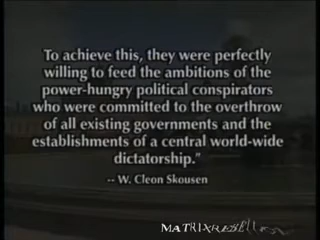 To achieve this, they were perfectly
willing to feed the ambitions of the
power-hungry political conspirators
who were committed to the overthrow
of all existing governments and the
establishments of a central world-wide
dictatorship."
-- W. Cleon Skousen